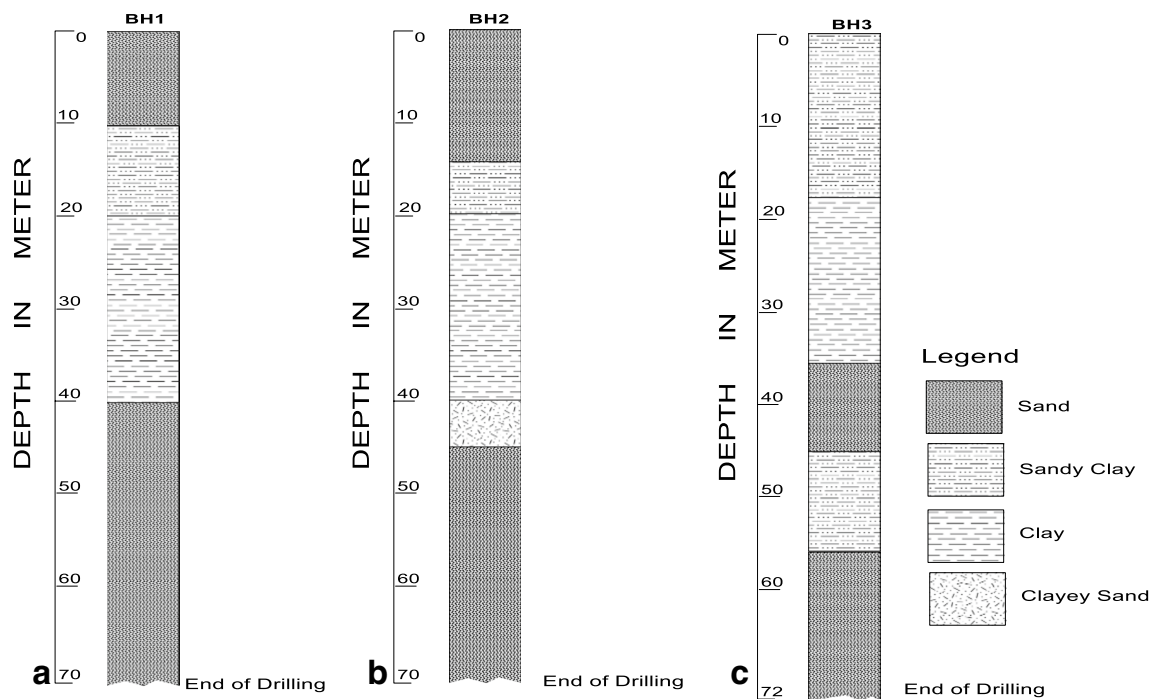 BH1
0
10
20
30
40
50
60
70
DEPTH IN METER
a
End of Drilling
BH2
0
10
20
30
40
50
60
70
DEPTH IN METER
b
End of Drilling
BH3
0
10
20
30
40
50
60
72
DEPTH IN METER
c
End of Drilling
Legend
Sand
Sandy Clay
Clay
Clayey Sand